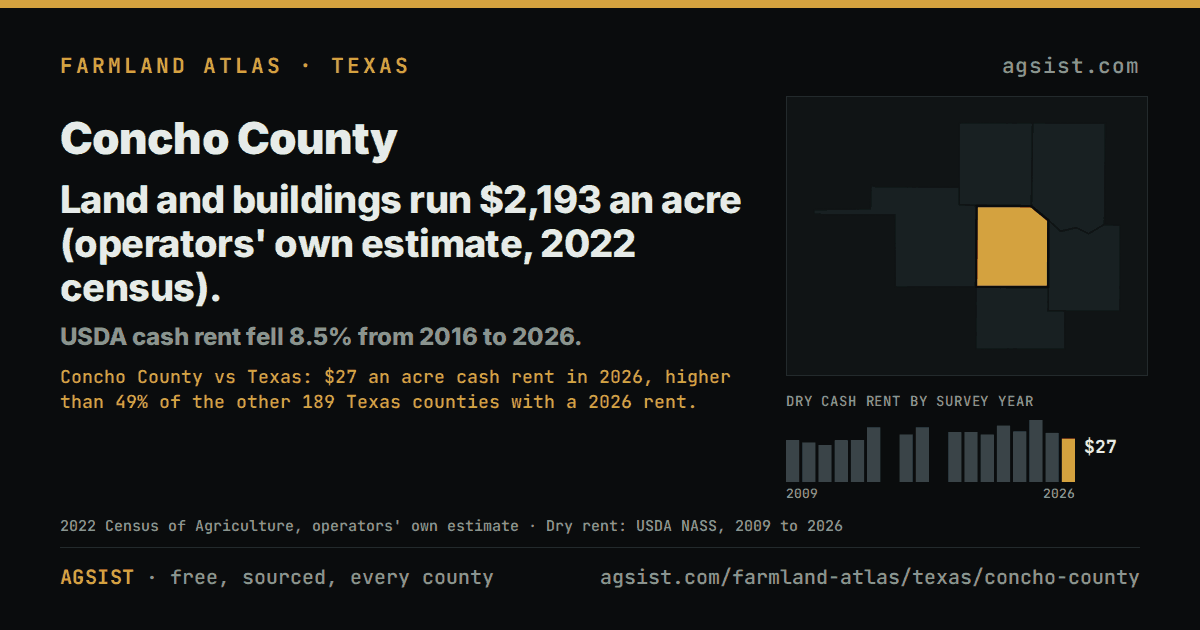 FARMLAND ATLAS · TEXAS
agsist.com
Concho County
Land and buildings run $2,193 an acre
(operators' own estimate, 2022
census).
USDA cash rent fell 8.5% from 2016 to 2026.
Concho County vs Texas: $27 an acre cash rent in 2026, higher
than 49% of the other 189 Texas counties with a 2026 rent.
DRY CASH RENT BY SURVEY YEAR
$27
2009
2026
2022 Census of Agriculture, operators' own estimate · Dry rent: USDA NASS, 2009 to 2026
AGSIST · free, sourced, every county
agsist.com/farmland-atlas/texas/concho-county